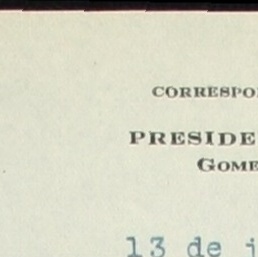 CORRESPO
PRESIDE
GOME
13 de j